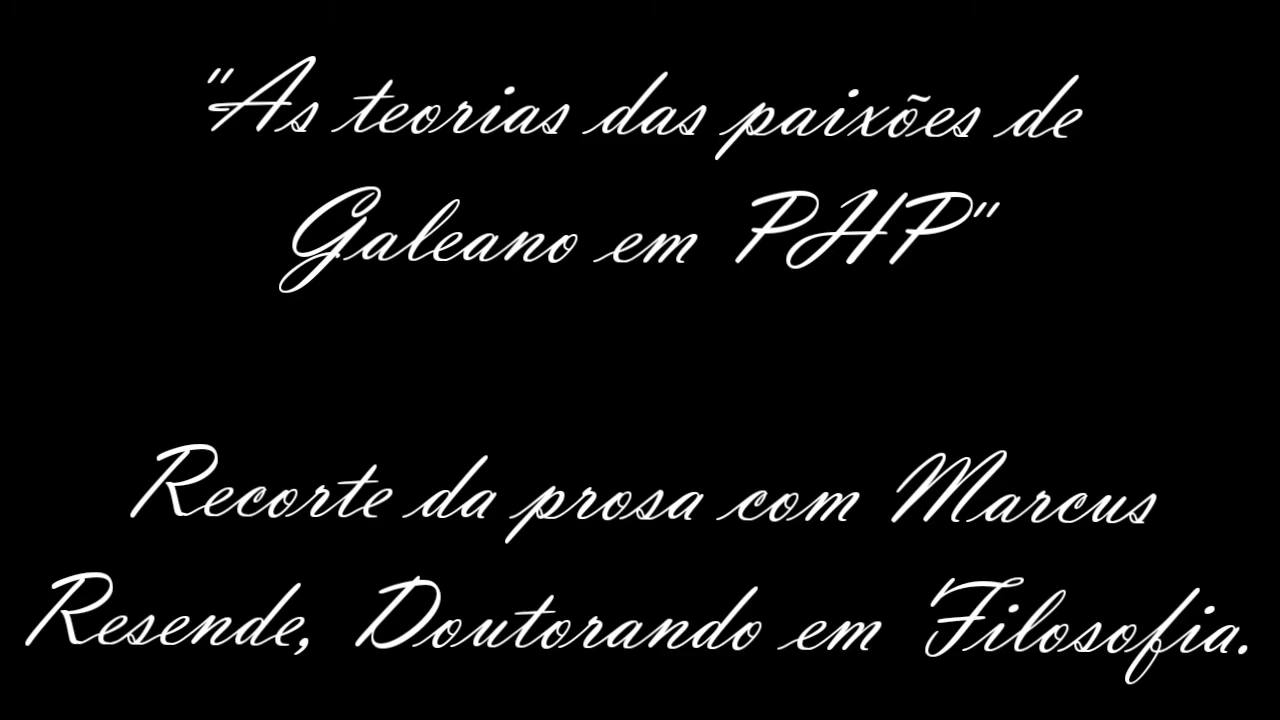 "As teorias das paixões de
Galeano em PHP"
Recorte da prosa com Marcus
Resende, Doutorando em Filosofia.